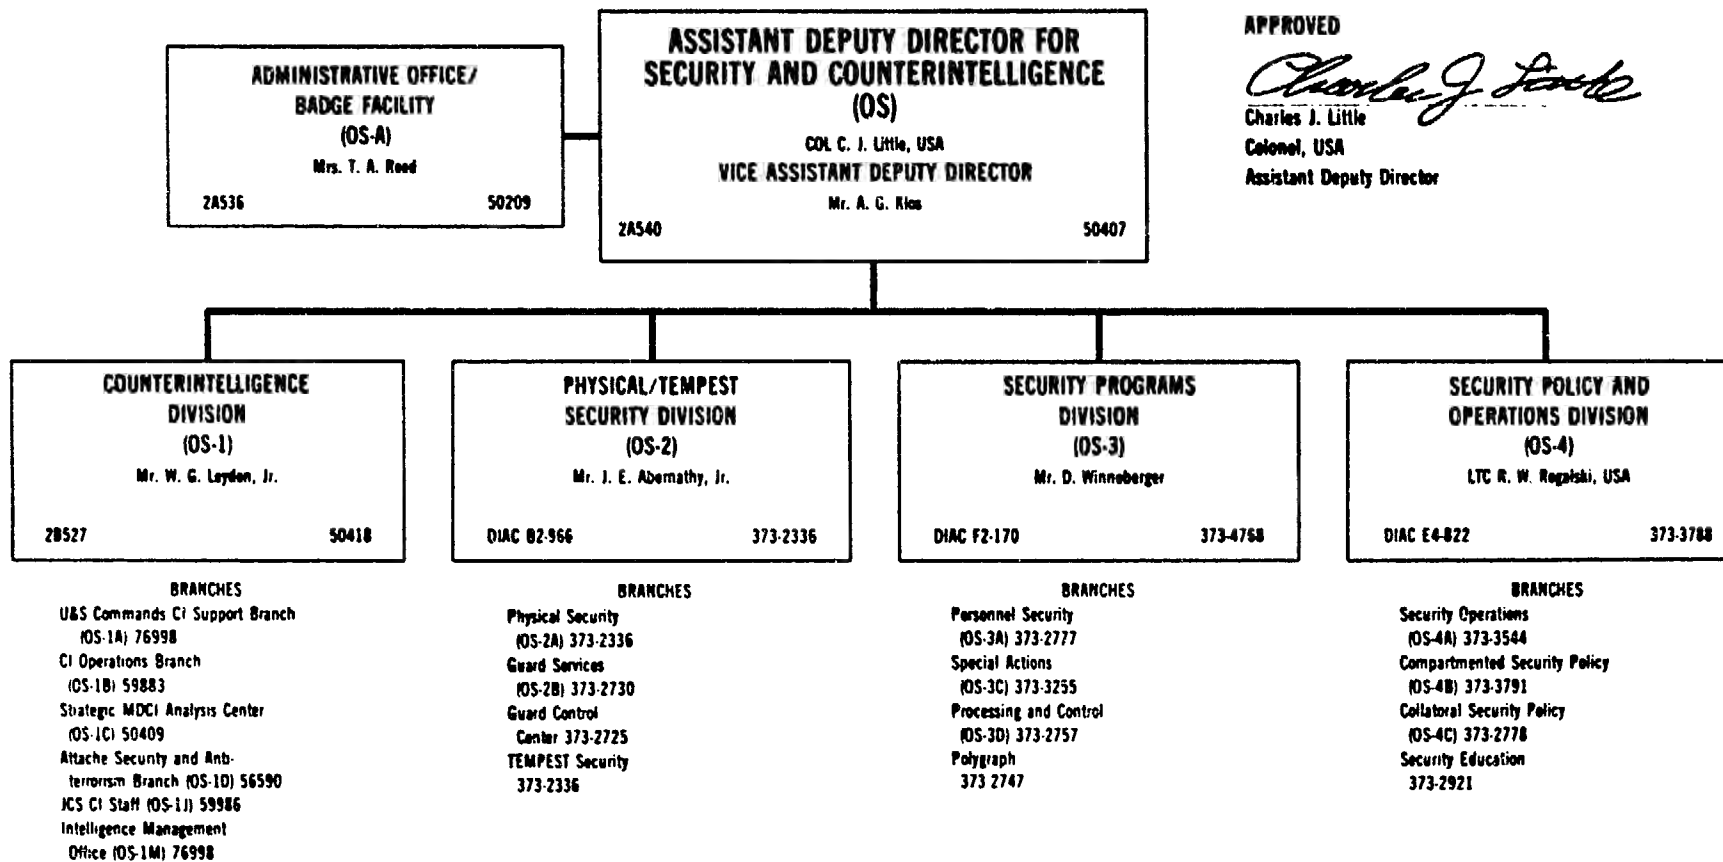 ADMINISTRATIVE OFFICE/
BADGE FACILITY
(OS-A)
Mrs. T. A. Reed
2A536 50209
ASSISTANT DEPUTY DIRECTOR FOR
SECURITY AND COUNTERINTELLIGENCE
(OS)
COL C. J. Little, USA
VICE ASSISTANT DEPUTY DIRECTOR
Mr. A. G. Klos
2A540 50407
APPROVED
Charles J. Little
Charles J. Little
Colonel, USA
Assistant Deputy Director
COUNTERINTELLIGENCE
DIVISION
(OS-1)
Mr. W. G. Leydon, Jr.
2B527 50418
BRANCHES
U&S Commands CI Support Branch
(OS-1A) 76998
CI Operations Branch
(OS-1B) 59883
Strategic MDCI Analysis Center
(OS-1C) 50409
Attache Security and Anti-
terrorism Branch (OS-1D) 56590
JCS CI Staff (OS-1J) 59986
Intelligence Management
Office (OS-1M) 76998
PHYSICAL/TEMPEST
SECURITY DIVISION
(OS-2)
Mr. J. E. Abernathy, Jr.
DIAC B2-966 373-2336
BRANCHES
Physical Security
(OS-2A) 373-2336
Guard Services
(OS-2B) 373-2730
Guard Control
Center 373-2725
TEMPEST Security
373-2336
SECURITY PROGRAMS
DIVISION
(OS-3)
Mr. D. Winneberger
DIAC F2-170 373-4768
BRANCHES
Personnel Security
(OS-3A) 373-2777
Special Actions
(OS-3C) 373-3255
Processing and Control
(OS-3D) 373-2757
Polygraph
373 2747
SECURITY POLICY AND
OPERATIONS DIVISION
(OS-4)
LTC R. W. Rogalski, USA
DIAC E4-822 373-3788
BRANCHES
Security Operations
(OS-4A) 373-3544
Compartmented Security Policy
(OS-4B) 373-3791
Collatoral Security Policy
(OS-4C) 373-2778
Security Education
373-2921